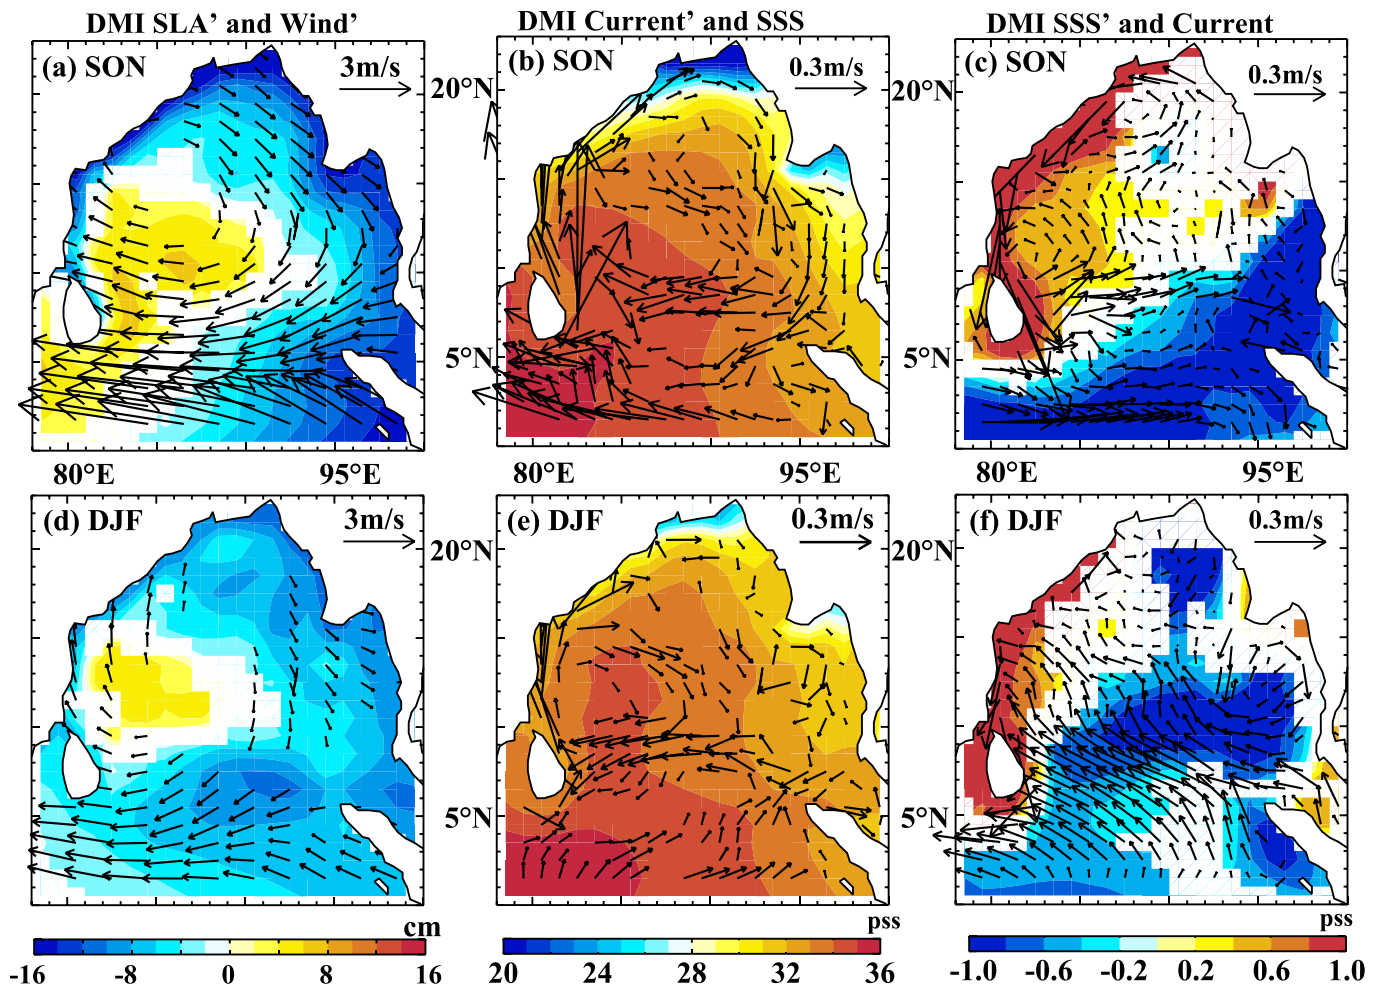 DMI SLA’ and Wind’
DMI Current’ and SSS
DMI SSS’ and Current
(a) SON
3m/s
(b) SON
0.3m/s
(c) SON
0.3m/s
20°N
20°N
5°N
5°N
80°E
95°E
80°E
95°E
80°E
95°E
(d) DJF
3m/s
(e) DJF
0.3m/s
(f) DJF
0.3m/s
20°N
20°N
5°N
5°N
cm
pss
pss
-16
-8
0
8
16
20
24
28
32
36
-1.0
-0.6
-0.2
0.2
0.6
1.0